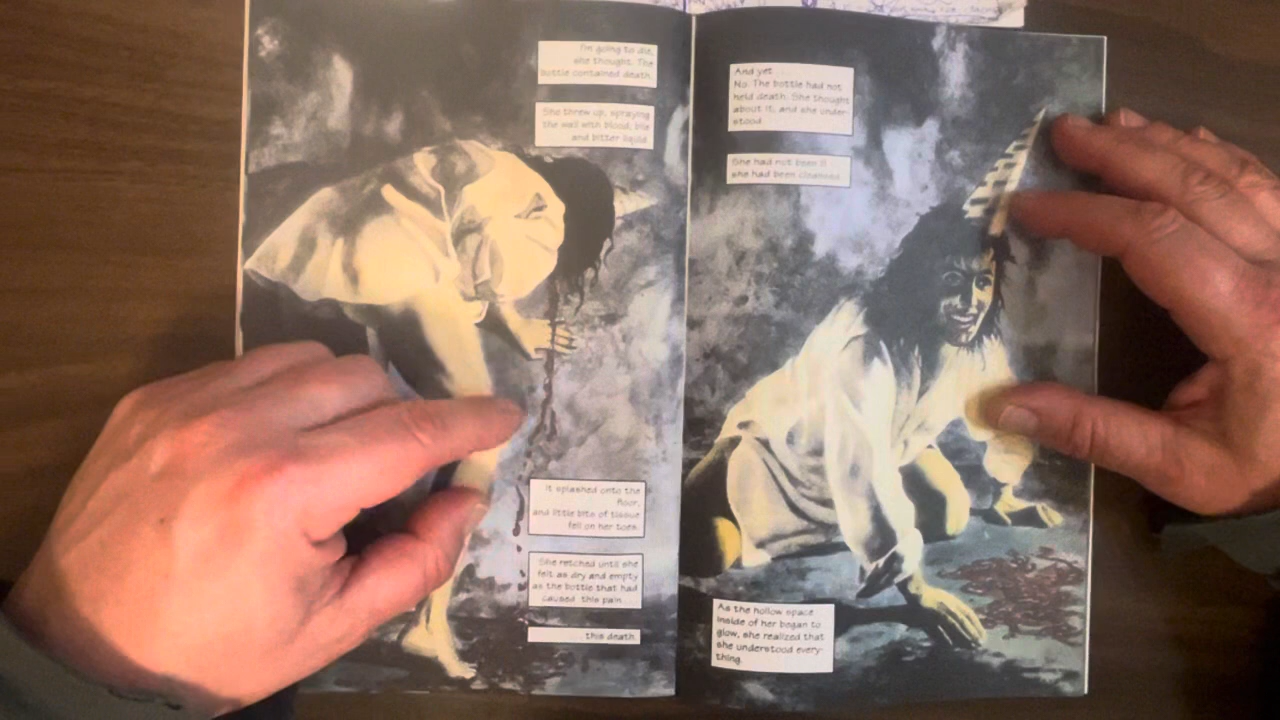 I'm going to die,
she thought. The
bottle contained death.
She threw up, spraying
the wall with blood, bile
and bitter liquid.
It splashed onto the
floor,
and little bits of tissue
fell on her toes.
She retched until she
felt as dry and empty
as the bottle that had
caused this pain...
... this death.
And yet...
No. The bottle had not
held death. She thought
about it, and she under-
stood.
She had not been
she had been cleansed.
As the hollow space
inside of her began to
glow, she realized that
she understood every-
thing.